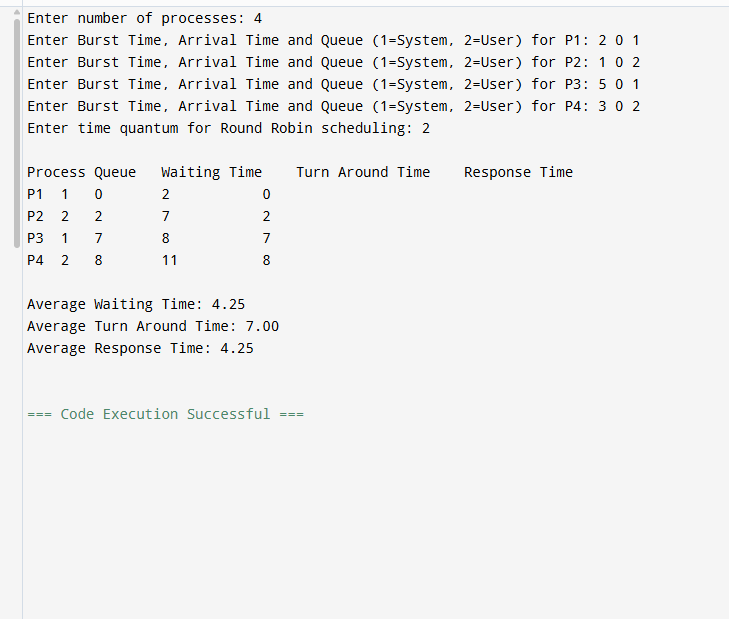 Enter number of processes: 4
Enter Burst Time, Arrival Time and Queue (1=System, 2=User) for P1: 2 0 1
Enter Burst Time, Arrival Time and Queue (1=System, 2=User) for P2: 1 0 2
Enter Burst Time, Arrival Time and Queue (1=System, 2=User) for P3: 5 0 1
Enter Burst Time, Arrival Time and Queue (1=System, 2=User) for P4: 3 0 2
Enter time quantum for Round Robin scheduling: 2
Process Queue   Waiting Time    Turn Around Time    Response Time
P1  1   0       2           0
P2  2   2       7           2
P3  1   7       8           7
P4  2   8       11          8
Average Waiting Time: 4.25
Average Turn Around Time: 7.00
Average Response Time: 4.25
=== Code Execution Successful ===